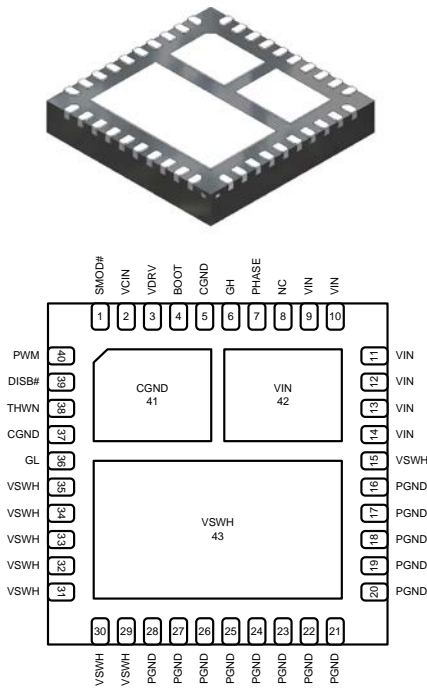 SMOD#
VCIN
VDRV
BOOT
CGND
GH
PHASE
NC
VIN
VIN
1 2 3 4 5 6 7 8 9 10
PWM 40
DISB# 39
THWN 38
CGND 37
GL 36
VSWH 35
VSWH 34
VSWH 33
VSWH 32
VSWH 31
CGND
41
VIN
42
VSWH
43
11 VIN
12 VIN
13 VIN
14 VIN
15 VSWH
16 PGND
17 PGND
18 PGND
19 PGND
20 PGND
30 29 28 27 26 25 24 23 22 21
VSWH
VSWH
PGND
PGND
PGND
PGND
PGND
PGND
PGND
PGND